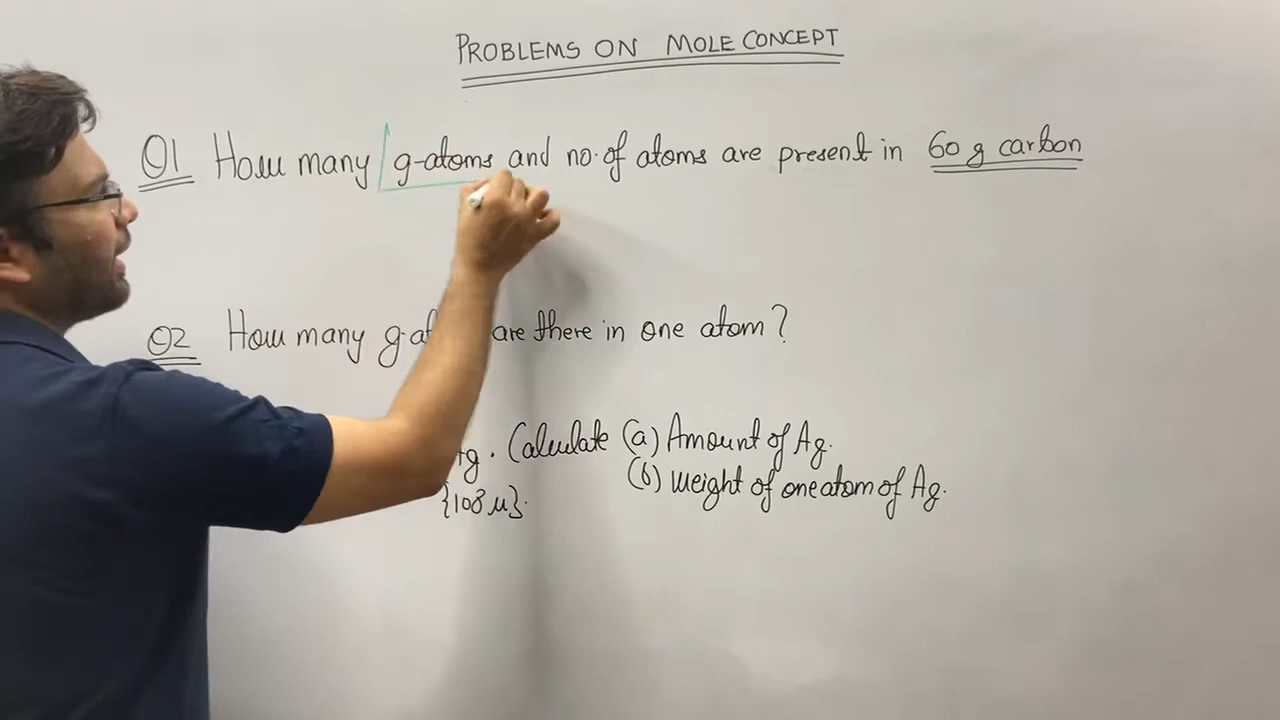 PROBLEMS ON MOLE CONCEPT
Q1 How many g-atoms and no. of atoms are present in 60 g carbon
Q2 How many are there in one atom?
Calculate (a) Amount of Ag.
{108 u}. (b) weight of one atom of Ag.